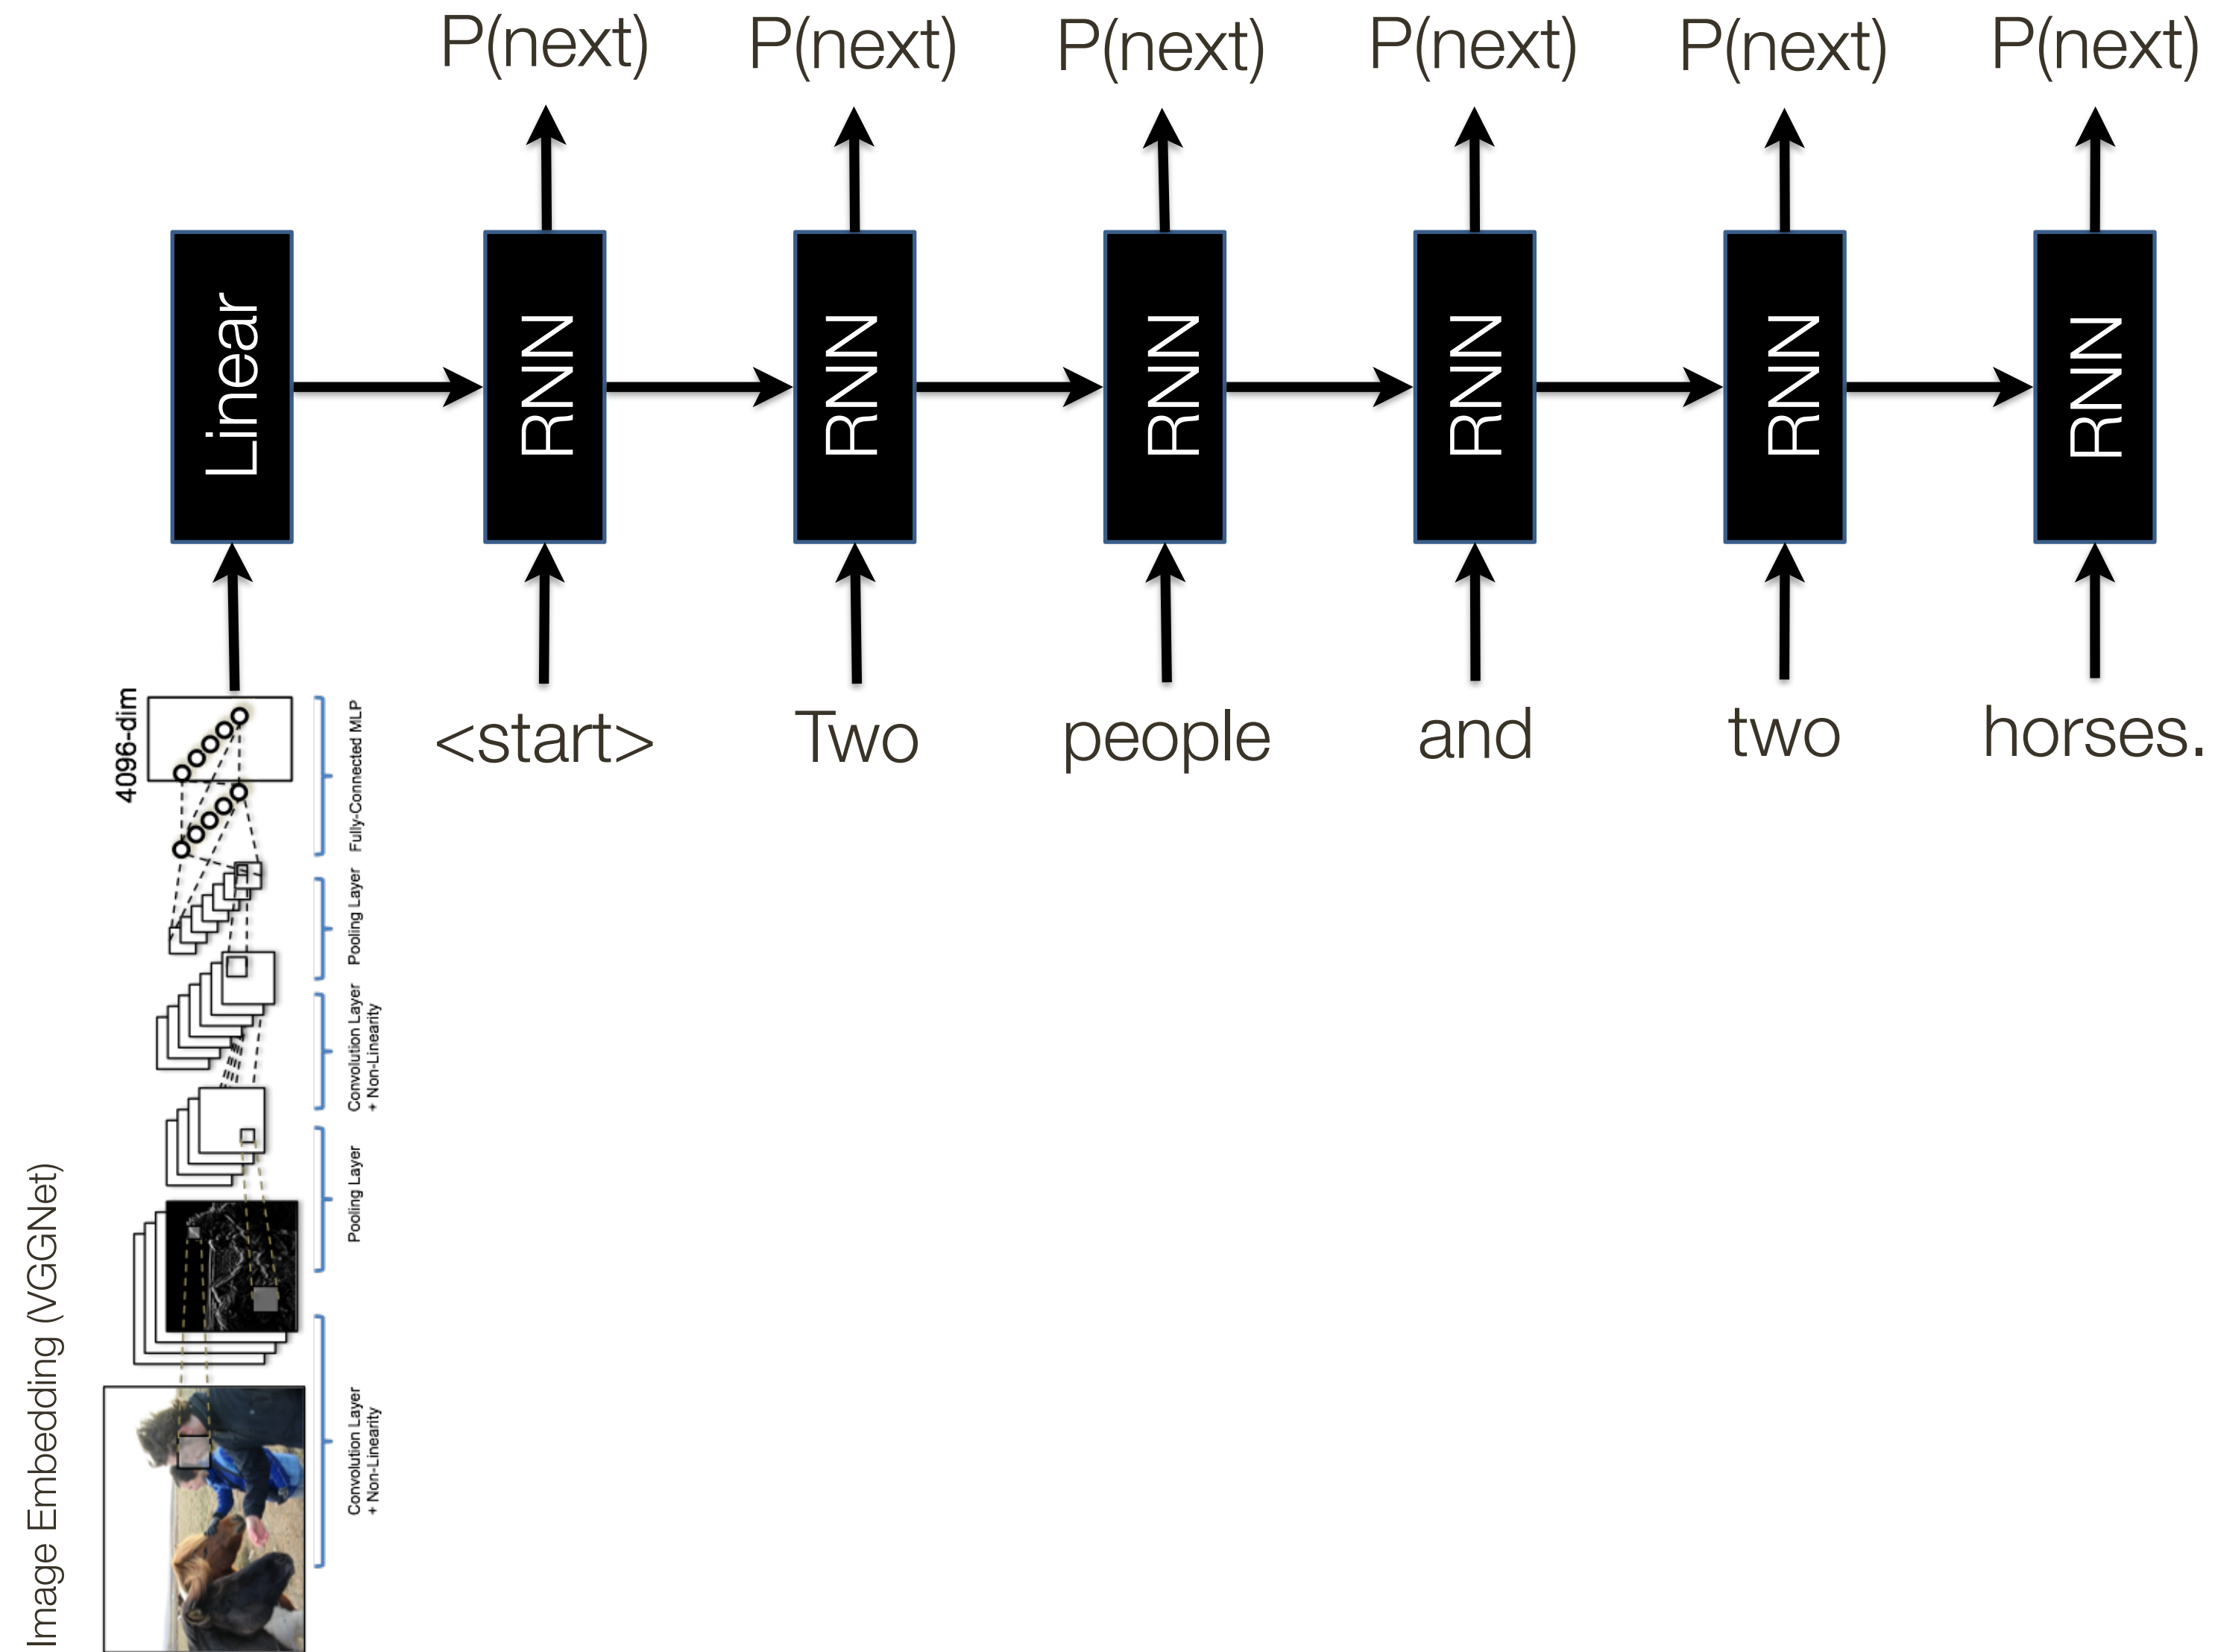 P(next) P(next) P(next) P(next) P(next) P(next)
Linear RNN RNN RNN RNN RNN RNN
<start> Two people and two horses.
4096-dim
Fully-Connected MLP
Pooling Layer
Convolution Layer
+ Non-Linearity
Pooling Layer
Convolution Layer
+ Non-Linearity
Image Embedding (VGGNet)